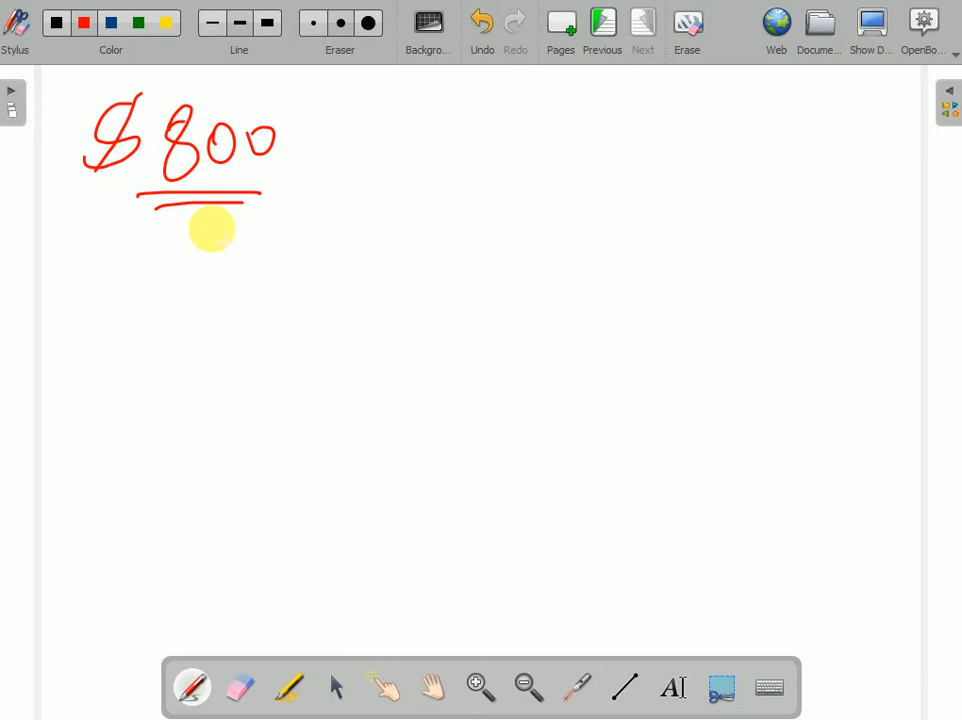 Stylus
Color
Line
Eraser
Backgro...
Undo
Redo
Pages
Previous
Next
Erase
Web
Docume...
Show D...
OpenBo...
$800
A